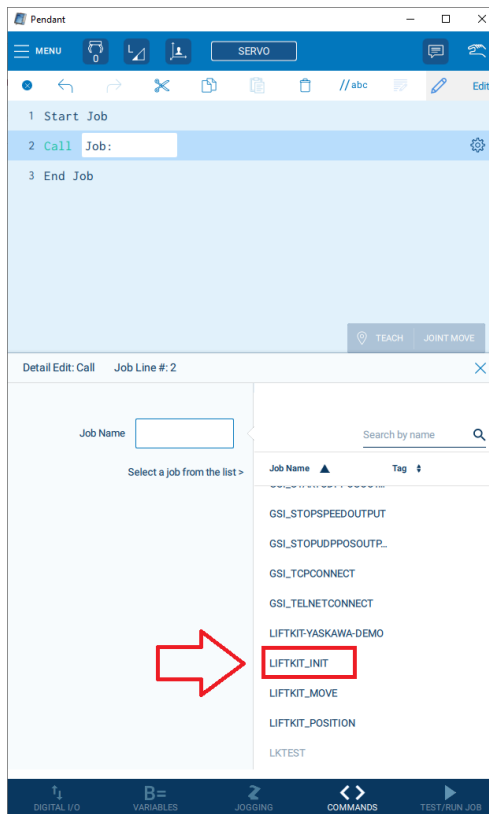 Pendant
MENU
0
SERVO
//abc
Edit
1 Start Job
2 Call Job:
3 End Job
TEACH
JOINT MOVE
Detail Edit: Call Job Line #: 2
Job Name
Search by name
Select a job from the list >
Job Name Tag
GSI_STOPSPEEDOUTPUT
GSI_STOPUDPPOSOUTP...
GSI_TCPCONNECT
GSI_TELNETCONNECT
LIFTKIT-YASKAWA-DEMO
LIFTKIT_INIT
LIFTKIT_MOVE
LIFTKIT_POSITION
LKTEST
DIGITAL I/O
B=
VARIABLES
JOGGING
COMMANDS
TEST/RUN JOB